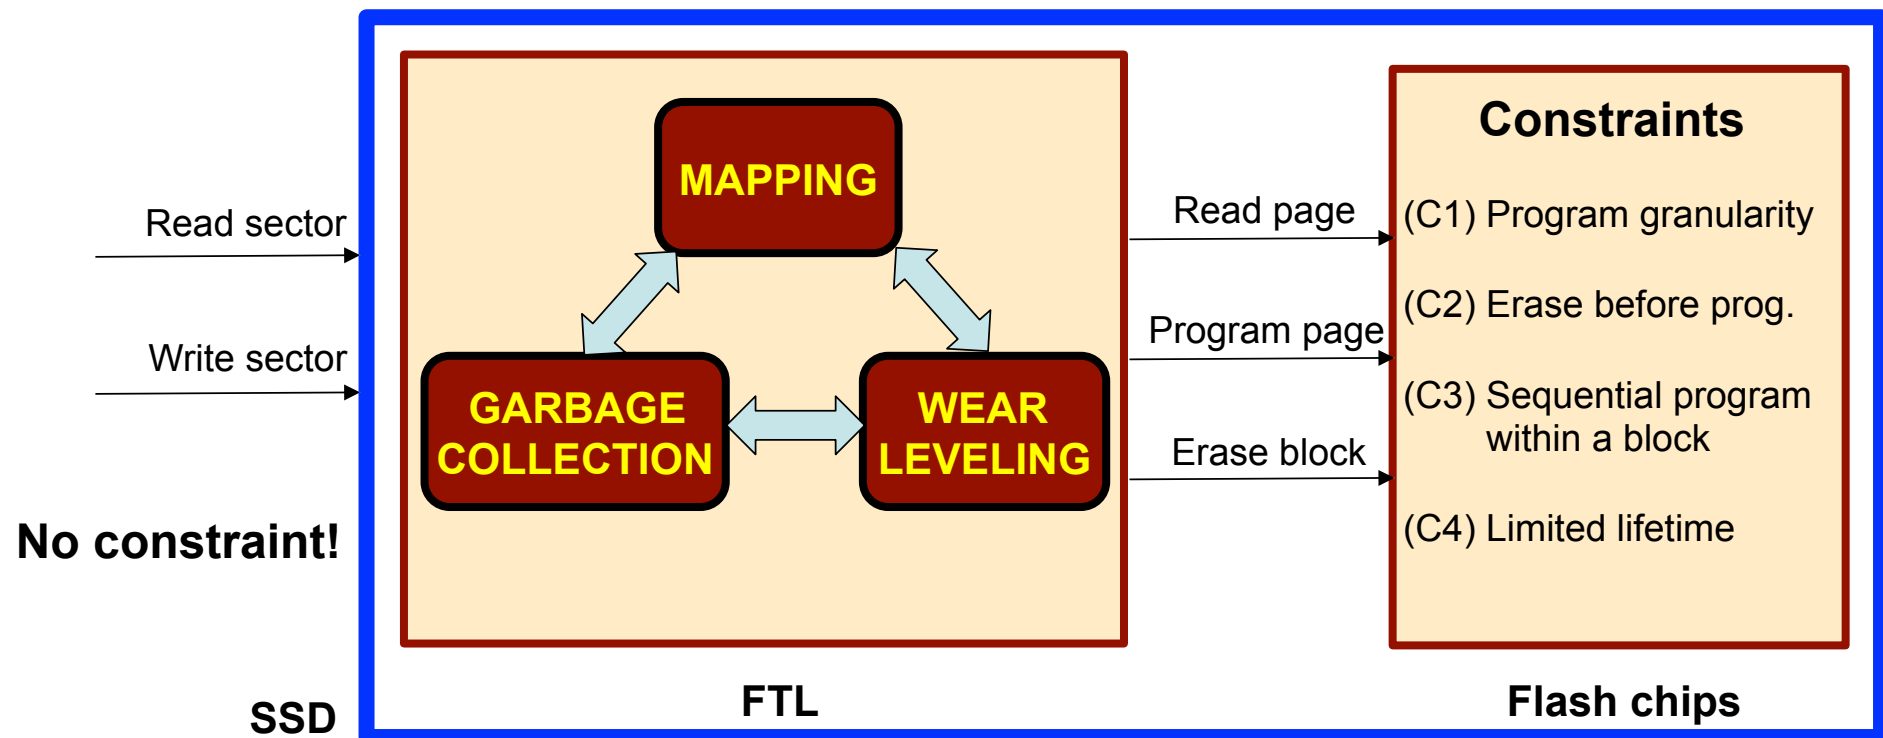 Read sector
Write sector
No constraint!
SSD
MAPPING
GARBAGE
COLLECTION
WEAR
LEVELING
FTL
Read page
Program page
Erase block
Constraints
(C1) Program granularity
(C2) Erase before prog.
(C3) Sequential program
within a block
(C4) Limited lifetime
Flash chips